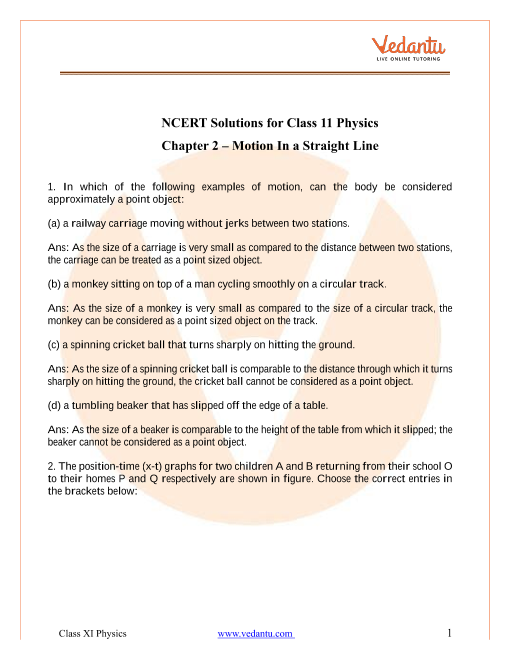 Vedantu
LIVE ONLINE TUTORING
NCERT Solutions for Class 11 Physics
Chapter 2 – Motion In a Straight Line
1. In which of the following examples of motion, can the body be considered
approximately a point object:
(a) a railway carriage moving without jerks between two stations.
Ans: As the size of a carriage is very small as compared to the distance between two stations,
the carriage can be treated as a point sized object.
(b) a monkey sitting on top of a man cycling smoothly on a circular track.
Ans: As the size of a monkey is very small as compared to the size of a circular track, the
monkey can be considered as a point sized object on the track.
(c) a spinning cricket ball that turns sharply on hitting the ground.
Ans: As the size of a spinning cricket ball is comparable to the distance through which it turns
sharply on hitting the ground, the cricket ball cannot be considered as a point object.
(d) a tumbling beaker that has slipped off the edge of a table.
Ans: As the size of a beaker is comparable to the height of the table from which it slipped; the
beaker cannot be considered as a point object.
2. The position-time (x-t) graphs for two children A and B returning from their school O
to their homes P and Q respectively are shown in figure. Choose the correct entries in
the brackets below:
Class XI Physics www.vedantu.com 1